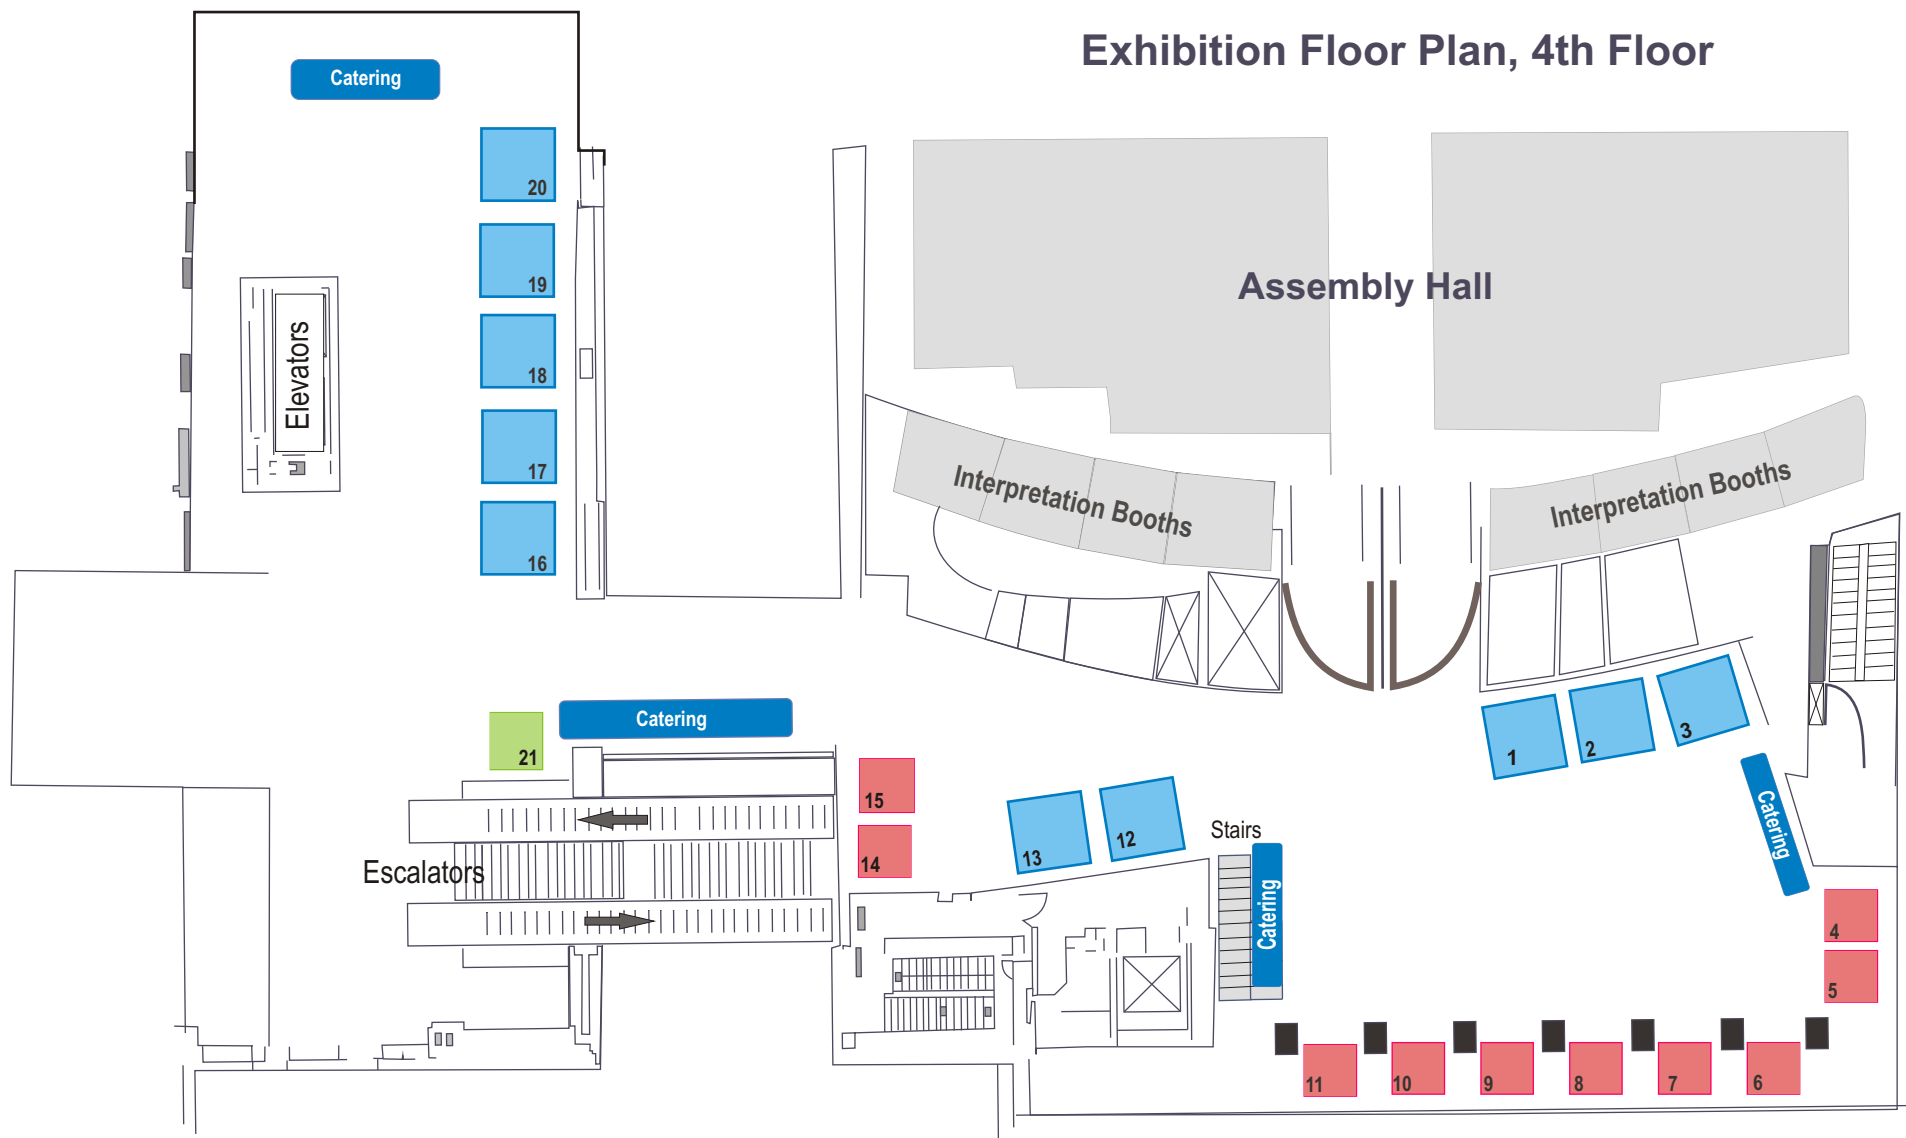 Exhibition Floor Plan, 4th Floor
Catering
20
19
Assembly Hall
Elevators
18
17
Interpretation Booths
Interpretation Booths
16
Catering
21
1
2
3
15
Catering
14
13
12
Stairs
Escalators
Catering
4
5
11
10
9
8
7
6